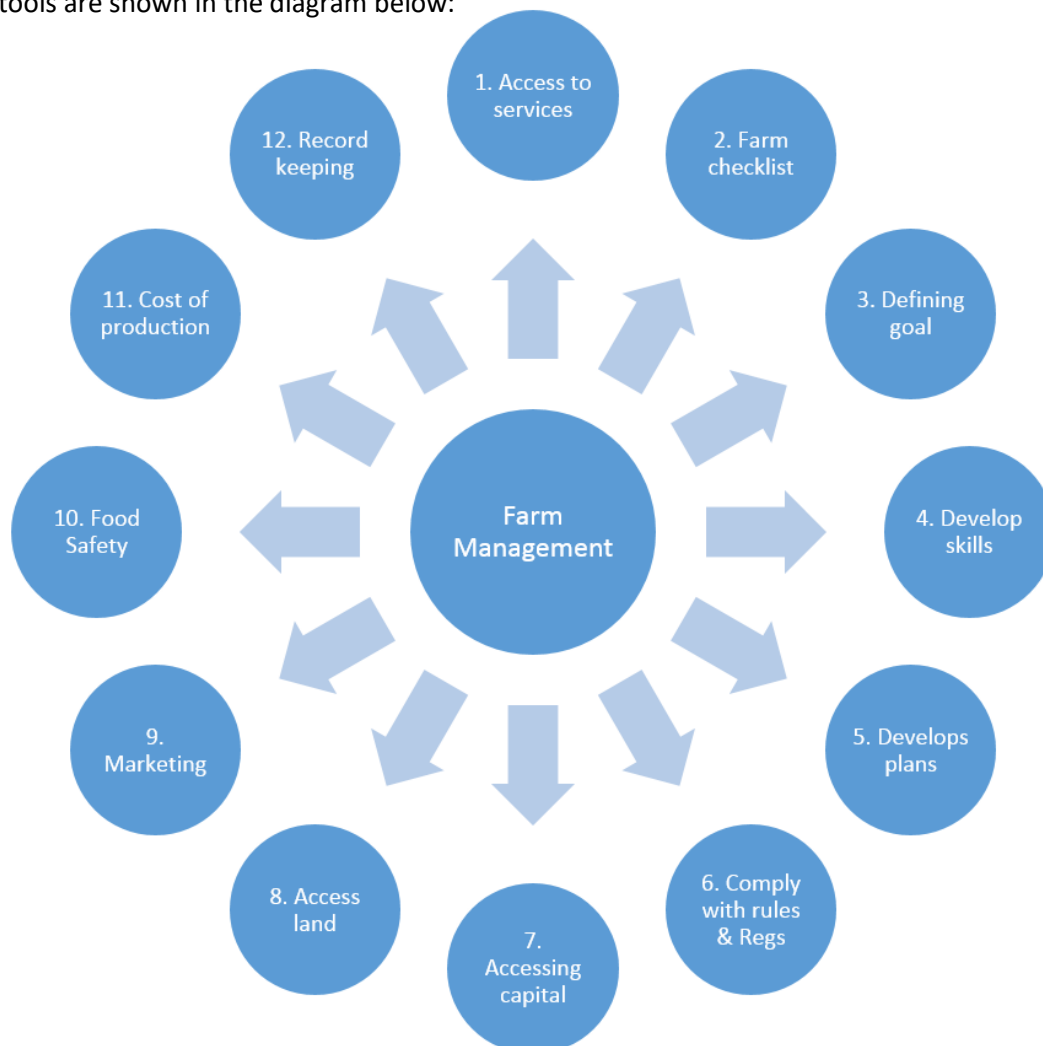 tools are shown in the diagram below:
1. Access to
services
2. Farm
checklist
3. Defining
goal
4. Develop
skills
5. Develops
plans
6. Comply
with rules
& Regs
7.
Accessing
capital
8. Access
land
9.
Marketing
10. Food
Safety
11. Cost of
production
12. Record
keeping
Farm
Management